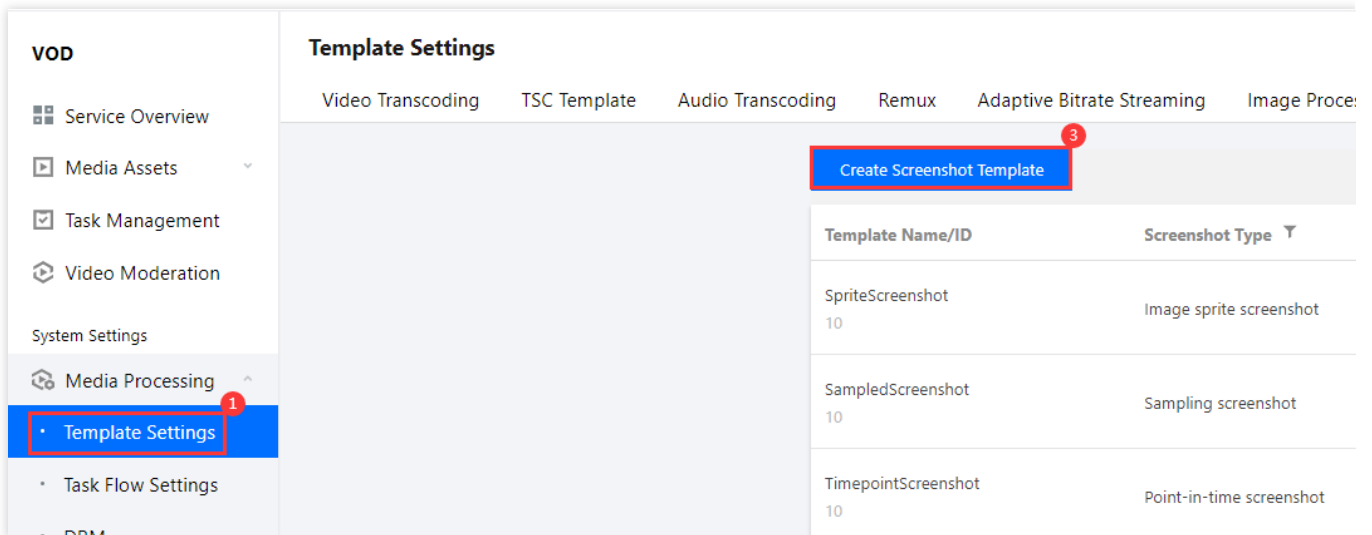 VOD
Service Overview
Media Assets
Task Management
Video Moderation
System Settings
Media Processing
1
Template Settings
Task Flow Settings
Template Settings
Video Transcoding TSC Template Audio Transcoding Remux Adaptive Bitrate Streaming Image Proces
3
Create Screenshot Template
Template Name/ID Screenshot Type
SpriteScreenshot
10
Image sprite screenshot
SampledScreenshot
10
Sampling screenshot
TimepointScreenshot
10
Point-in-time screenshot